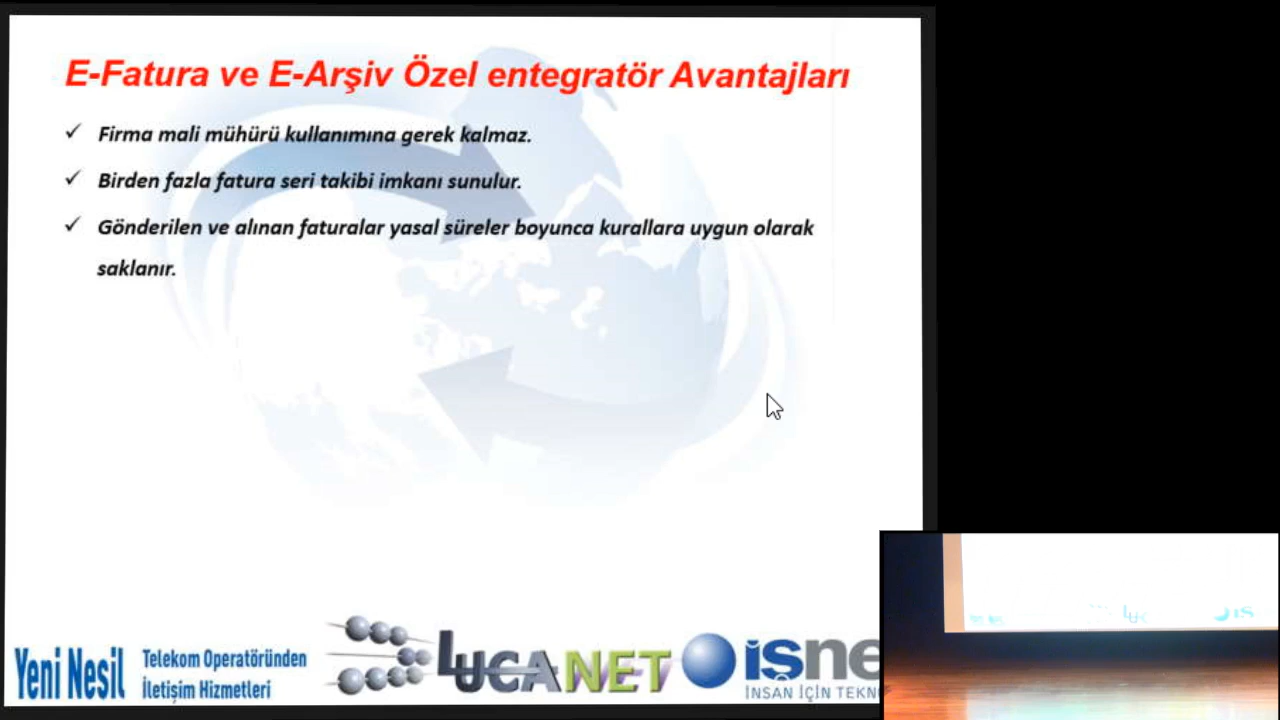 E-Fatura ve E-Arşiv Özel entegratör Avantajları
✓ Firma mali mühürü kullanımına gerek kalmaz.
✓ Birden fazla fatura seri takibi imkanı sunulur.
✓ Gönderilen ve alınan faturalar yasal süreler boyunca kurallara uygun olarak
saklanır.
Yeni Nesil
Telekom Operatöründen
İletişim Hizmetleri
LUCANET
işne
İNSAN İÇİN TEKN